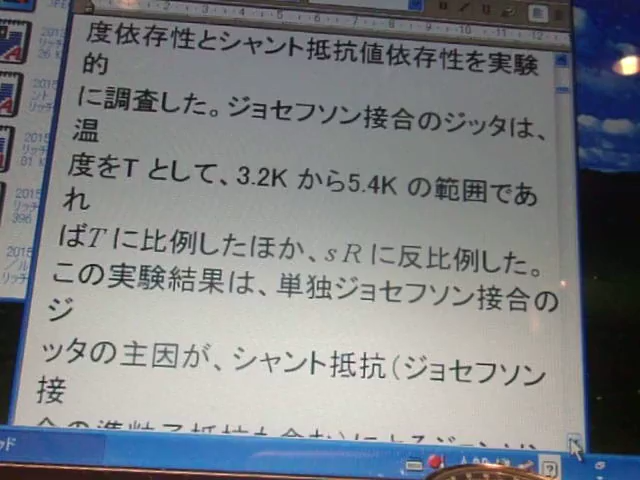 度依存性とシャント抵抗値依存性を実験
的
に調査した。ジョセフソン接合のジッタは、
温
度をT として、3.2K から5.4K の範囲であ
れ
ばT に比例したほか、sR に反比例した。
この実験結果は、単独ジョセフソン接合の
ジ
ッタの主因が、シャント抵抗(ジョセフソン
接